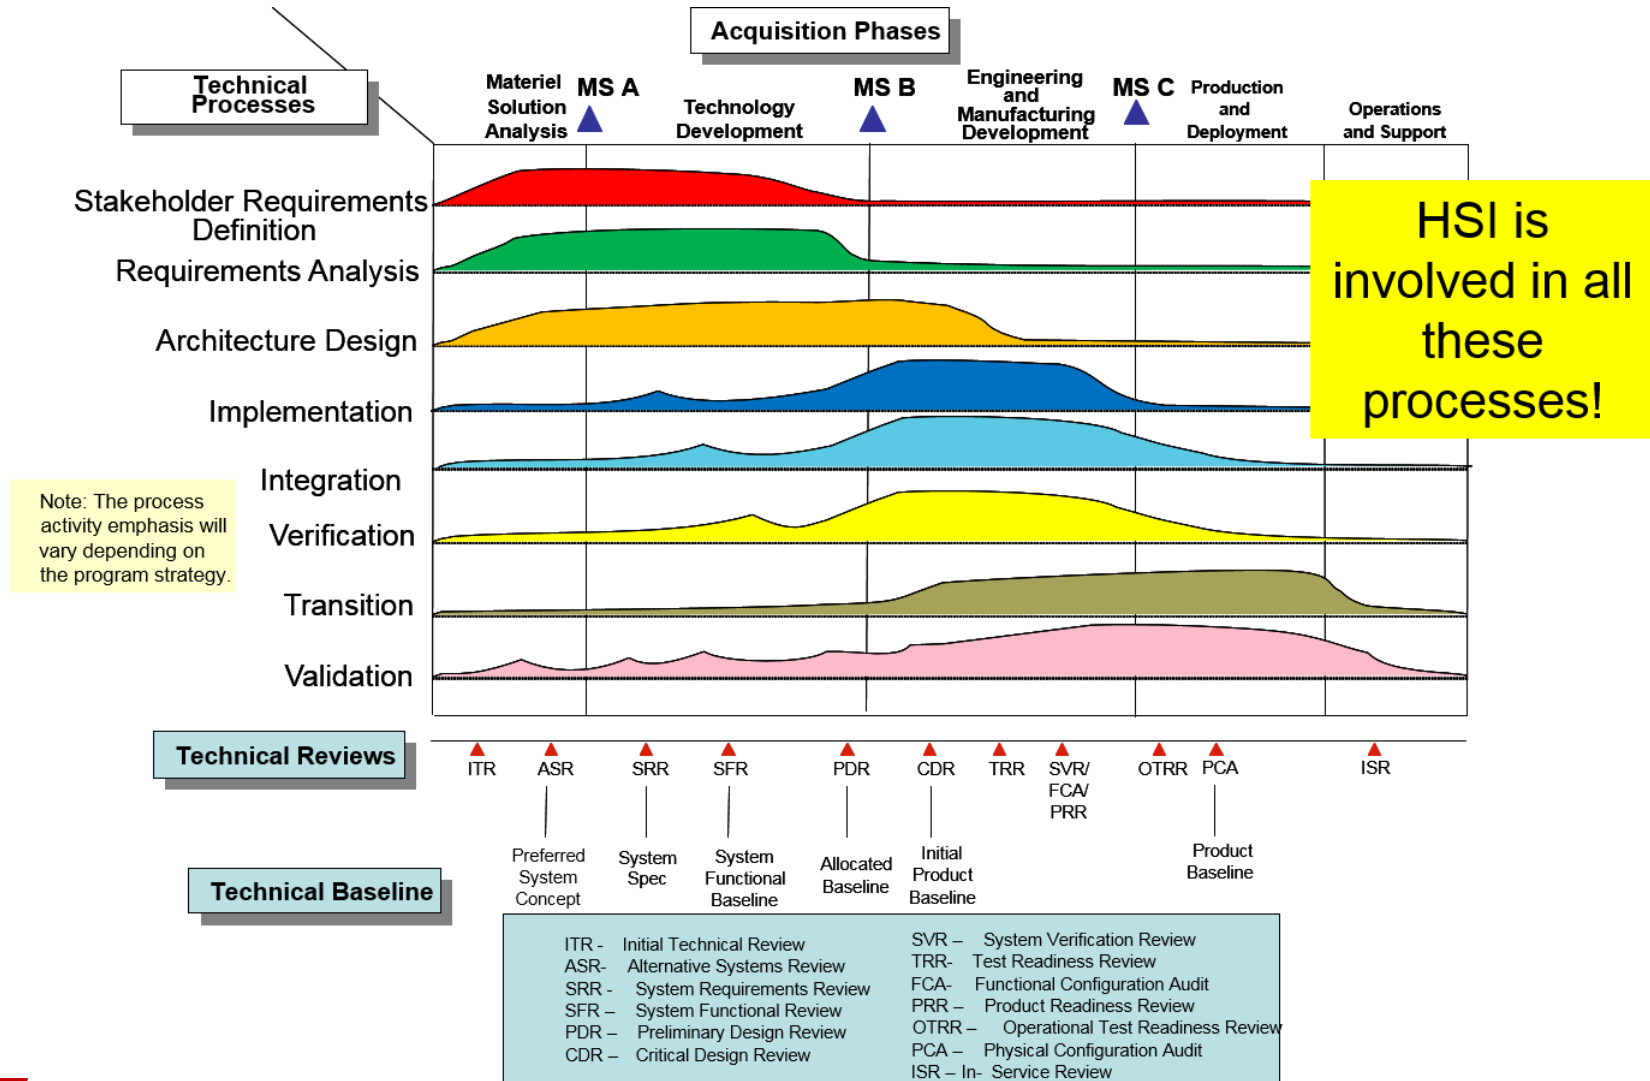 Acquisition Phases
Technical
Processes
Materiel
Solution
Analysis
MS A
Technology
Development
MS B
Engineering
and
Manufacturing
Development
MS C
Production
and
Deployment
Operations
and Support
Stakeholder Requirements
Definition
Requirements Analysis
Architecture Design
Implementation
Integration
Verification
Transition
Validation
HSI is
involved in all
these
processes!
Note: The process
activity emphasis will
vary depending on
the program strategy.
Technical Reviews
ITR
ASR
SRR
SFR
PDR
CDR
TRR
SVR/
FCA/
PRR
OTRR
PCA
ISR
Technical Baseline
Preferred
System
Concept
System
Spec
System
Functional
Baseline
Allocated
Baseline
Initial
Product
Baseline
Product
Baseline
ITR - Initial Technical Review
ASR- Alternative Systems Review
SRR - System Requirements Review
SFR – System Functional Review
PDR – Preliminary Design Review
CDR – Critical Design Review
SVR – System Verification Review
TRR- Test Readiness Review
FCA- Functional Configuration Audit
PRR – Product Readiness Review
OTRR – Operational Test Readiness Review
PCA – Physical Configuration Audit
ISR – In- Service Review